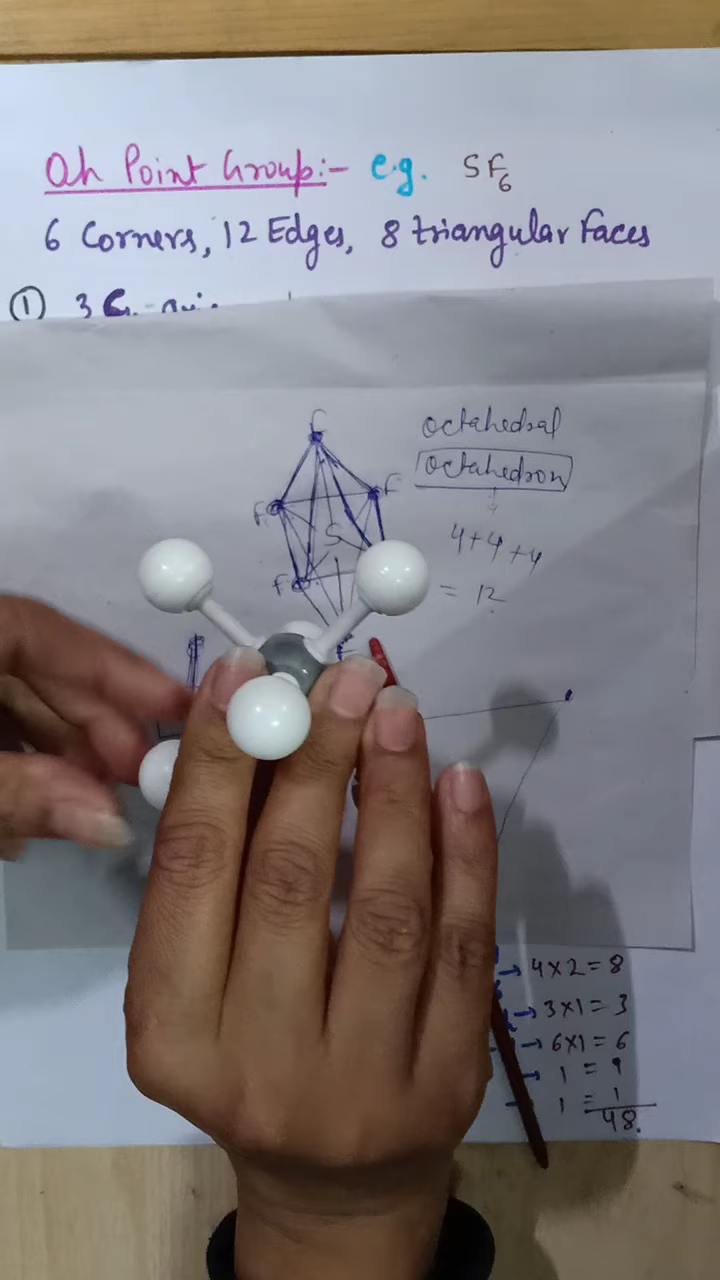 Oh Point Group:- e.g. SF6
6 Corners, 12 Edges, 8 triangular faces
① 3 C
F
octahedral
octahedron
F F
S
4+4+4
F
= 12
→ 4×2=8
→ 3×1=3
→ 6×1=6
→ 1 = 1
→ 1 = 1
48.